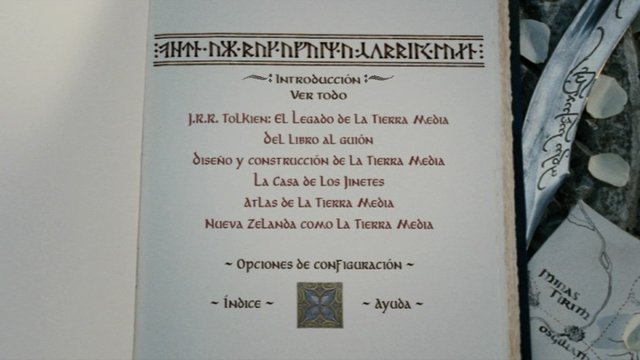 ~ Introducción ~
Ver todo
J.R.R. Tolkien: El Legado de la Tierra Media
Del libro al guión
Diseño y construcción de la Tierra Media
La Casa de los Jinetes
Atlas de la Tierra Media
Nueva Zelanda como la Tierra Media
~ Opciones de configuración ~
~ Índice ~ ~ Ayuda ~
Minas
Tirith
Osgiliath